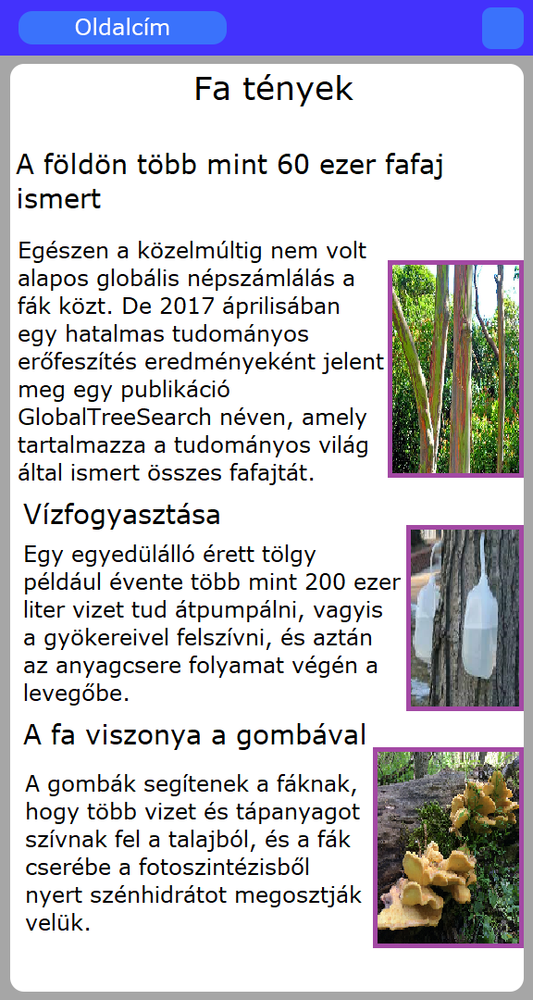 Oldalcím
Fa tények
A földön több mint 60 ezer fafaj
ismert
Egészen a közelmúltig nem volt
alapos globális népszámlálás a
fák közt. De 2017 áprilisában
egy hatalmas tudományos
erőfeszítés eredményeként jelent
meg egy publikáció
GlobalTreeSearch néven, amely
tartalmazza a tudományos világ
által ismert összes fafajtát.
Vízfogyasztása
Egy egyedülálló érett tölgy
például évente több mint 200 ezer
liter vizet tud átpumpálni, vagyis
a gyökereivel felszívni, és aztán
az anyagcsere folyamat végén a
levegőbe.
A fa viszonya a gombával
A gombák segítenek a fáknak,
hogy több vizet és tápanyagot
szívnak fel a talajból, és a fák
cserébe a fotoszintézisből
nyert szénhidrátot megosztják
velük.